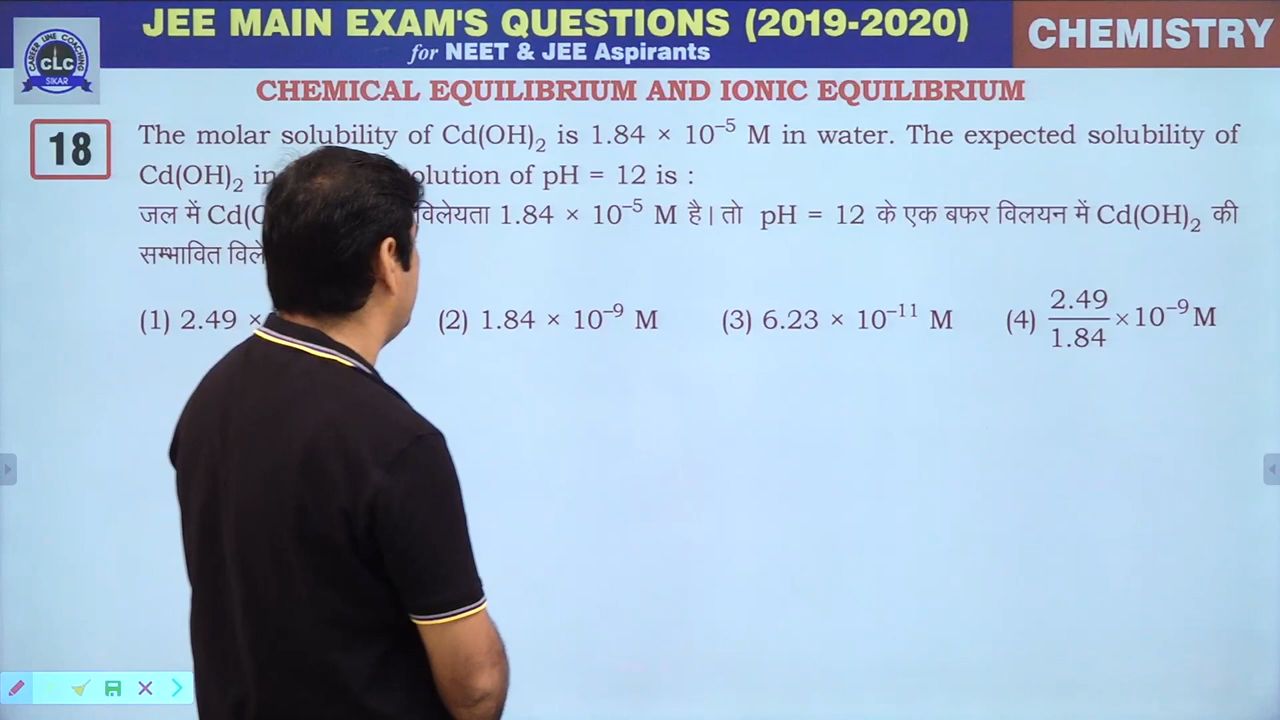 JEE MAIN EXAM'S QUESTIONS (2019-2020)
for NEET & JEE Aspirants
CHEMISTRY
CAREER LINE COACHING
CLC
SIKAR
CHEMICAL EQUILIBRIUM AND IONIC EQUILIBRIUM
18
The molar solubility of Cd(OH)₂ is 1.84 × 10⁻⁵ M in water. The expected solubility of
Cd(OH)₂ in olution of pH = 12 is :
जल में Cd(O विलेयता 1.84 × 10⁻⁵ M है। तो pH = 12 के एक बफर विलयन में Cd(OH)₂ की
सम्भावित विले
(1) 2.49 × (2) 1.84 × 10⁻⁹ M (3) 6.23 × 10⁻¹¹ M (4) 2.49/1.84 × 10⁻⁹ M